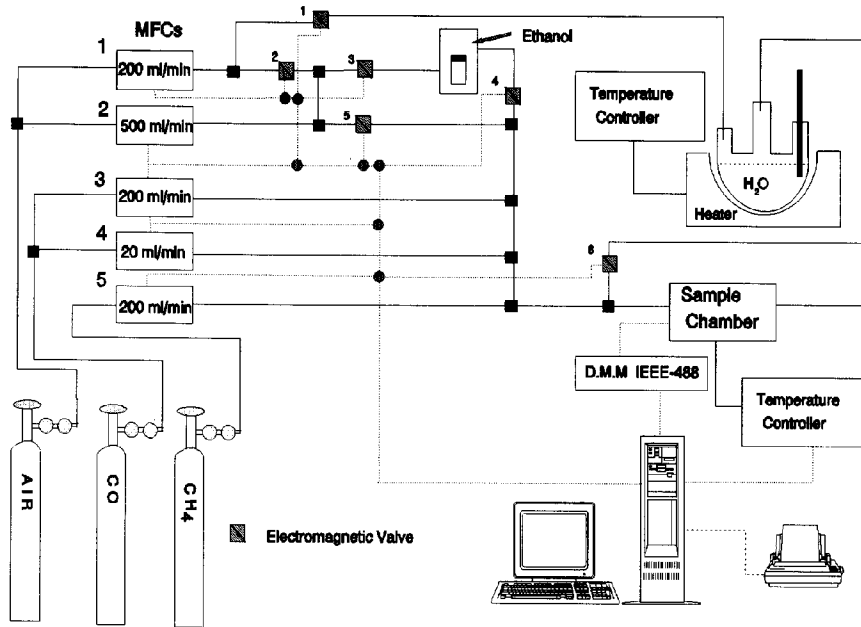 MFCs
1
200 ml/min
2
500 ml/min
3
200 ml/min
4
20 ml/min
5
200 ml/min
1
2
3
4
5
6
Ethanol
Temperature
Controller
H2O
Heater
Sample
Chamber
D.M.M IEEE-488
Temperature
Controller
AIR
CO
CH4
Electromagnetic Valve